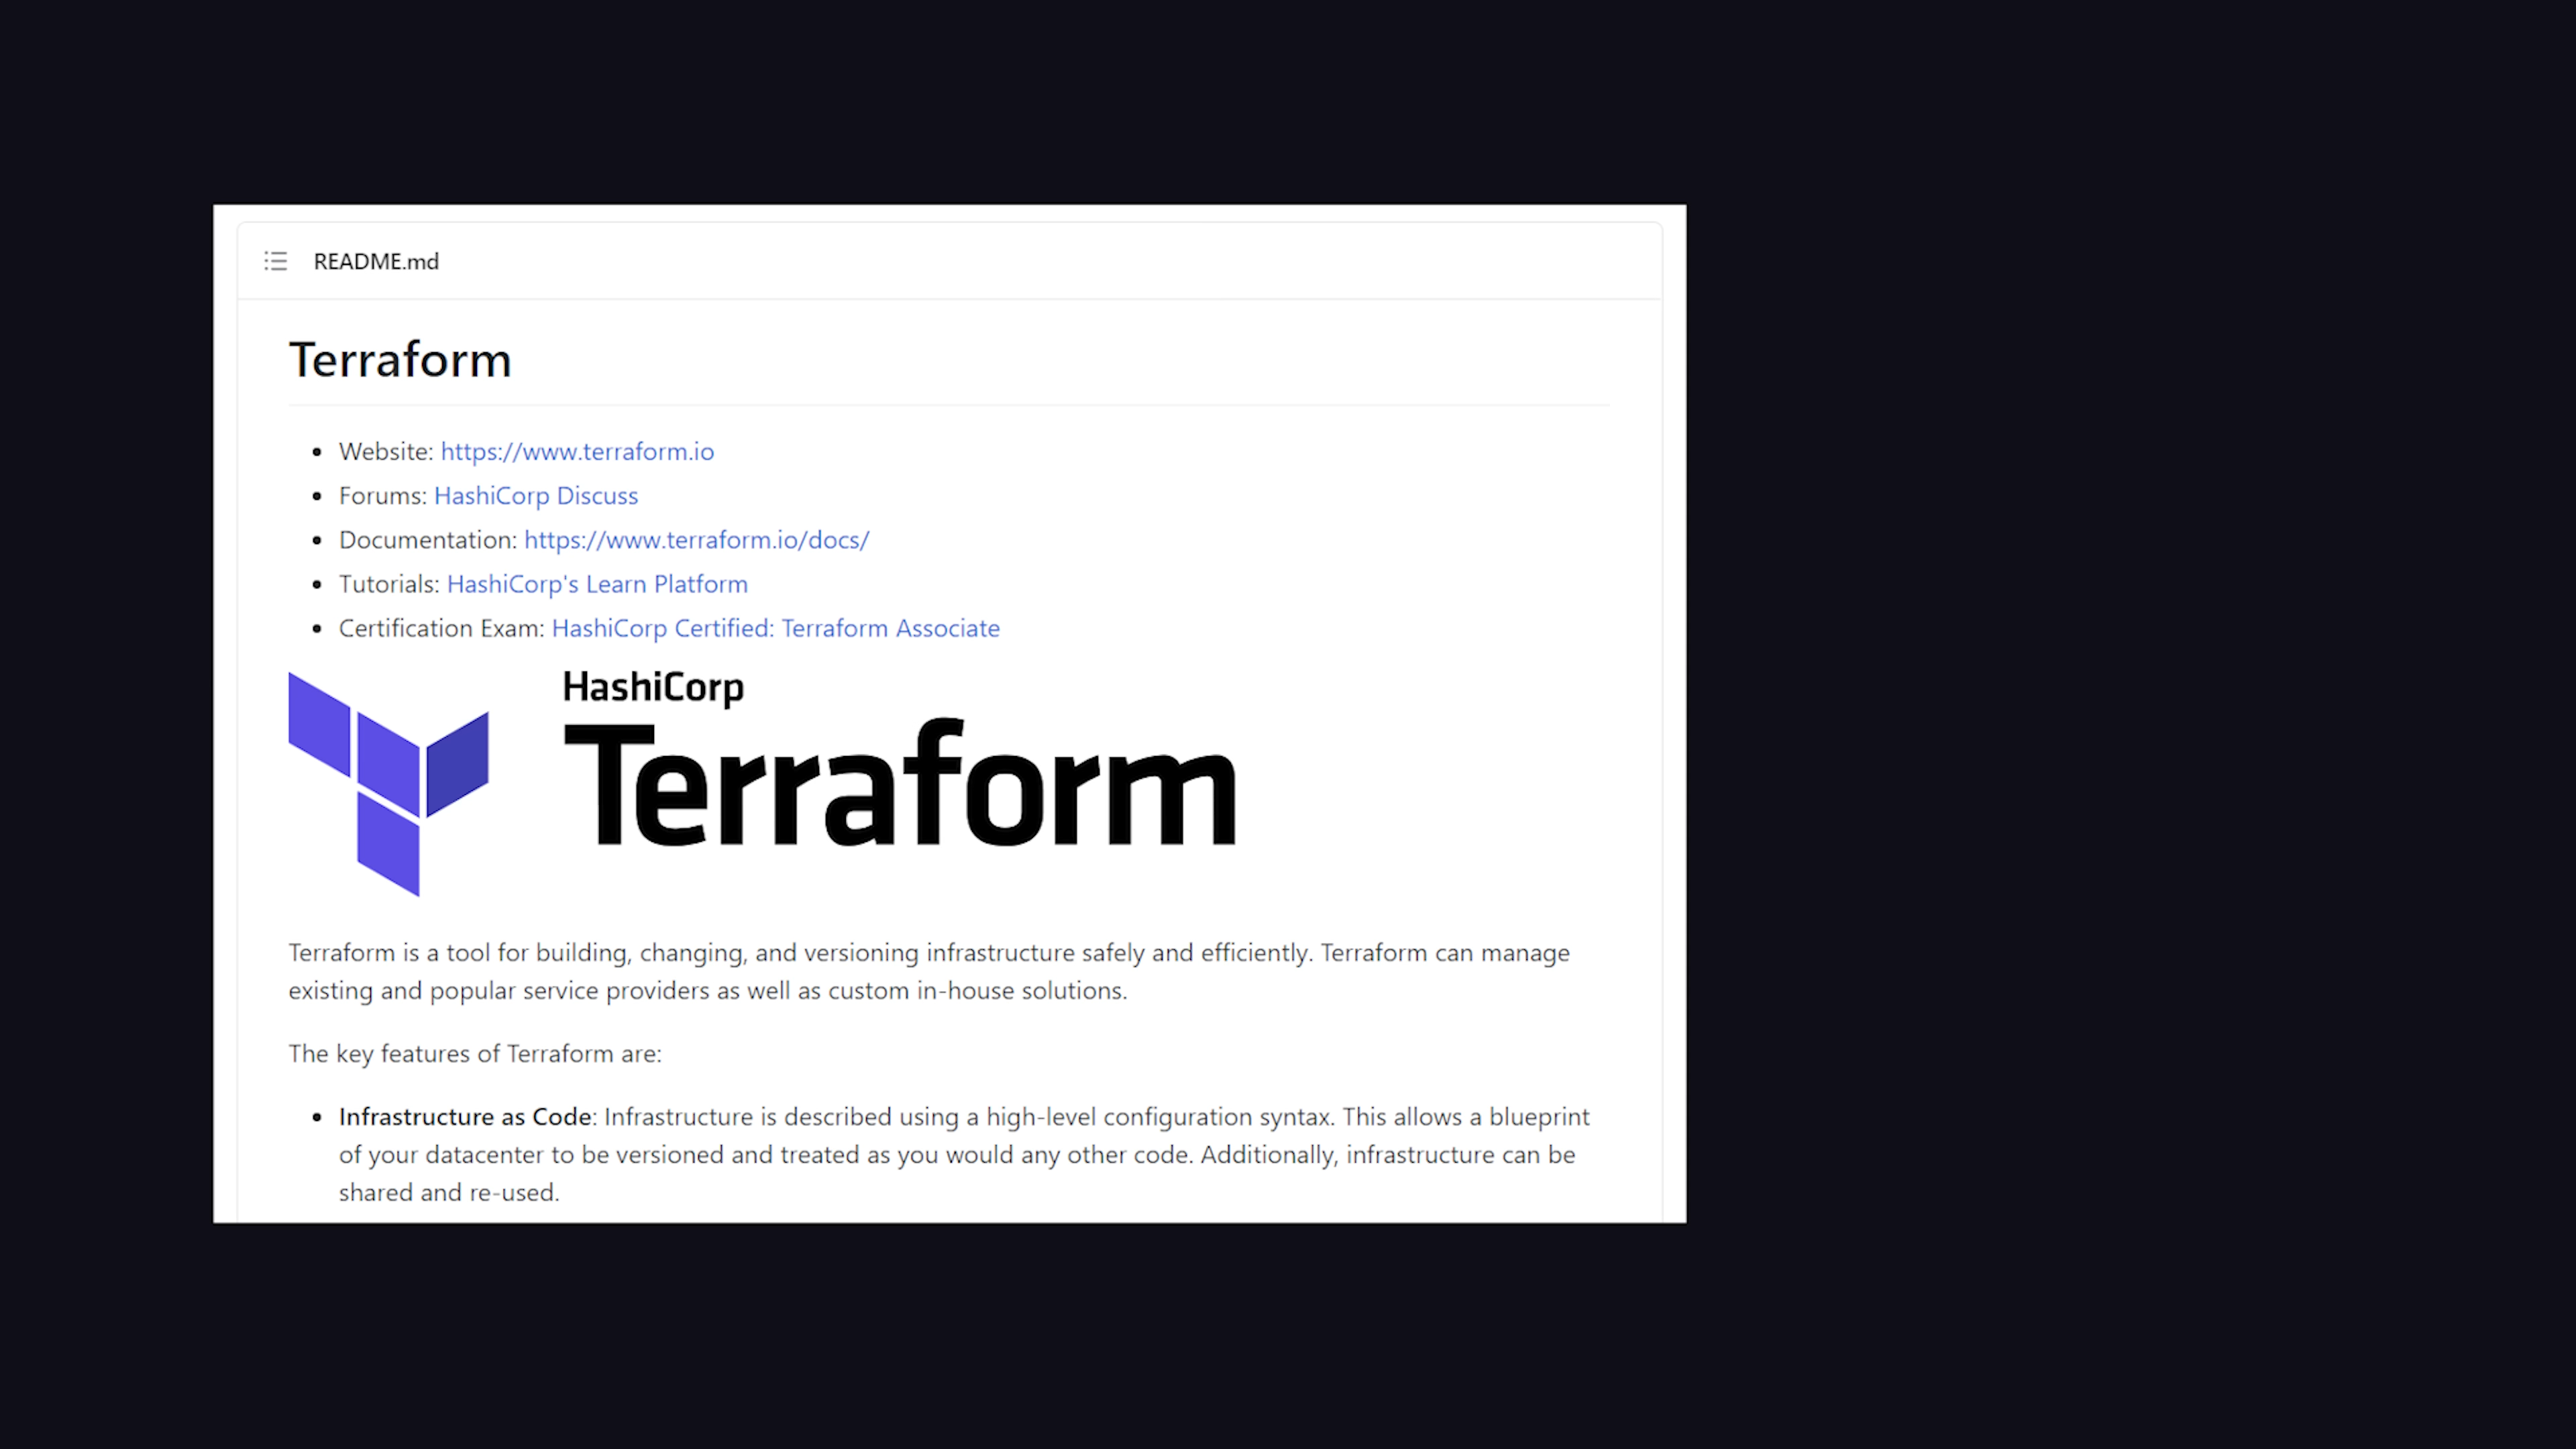 README.md
Terraform
Website: https://www.terraform.io
Forums: HashiCorp Discuss
Documentation: https://www.terraform.io/docs/
Tutorials: HashiCorp's Learn Platform
Certification Exam: HashiCorp Certified: Terraform Associate
HashiCorp
Terraform
Terraform is a tool for building, changing, and versioning infrastructure safely and efficiently. Terraform can manage
existing and popular service providers as well as custom in-house solutions.
The key features of Terraform are:
Infrastructure as Code: Infrastructure is described using a high-level configuration syntax. This allows a blueprint
of your datacenter to be versioned and treated as you would any other code. Additionally, infrastructure can be
shared and re-used.